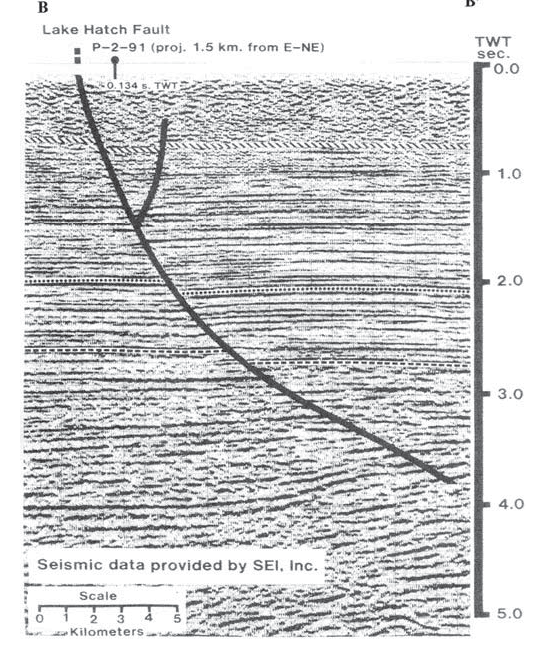 B B'
Lake Hatch Fault
P-2-91 (proj. 1.5 km. from E-NE)
TWT
sec.
0.0
0.134 s. TWT
1.0
2.0
3.0
4.0
Seismic data provided by SEI, Inc.
Scale
0 1 2 3 4 5
Kilometers
5.0